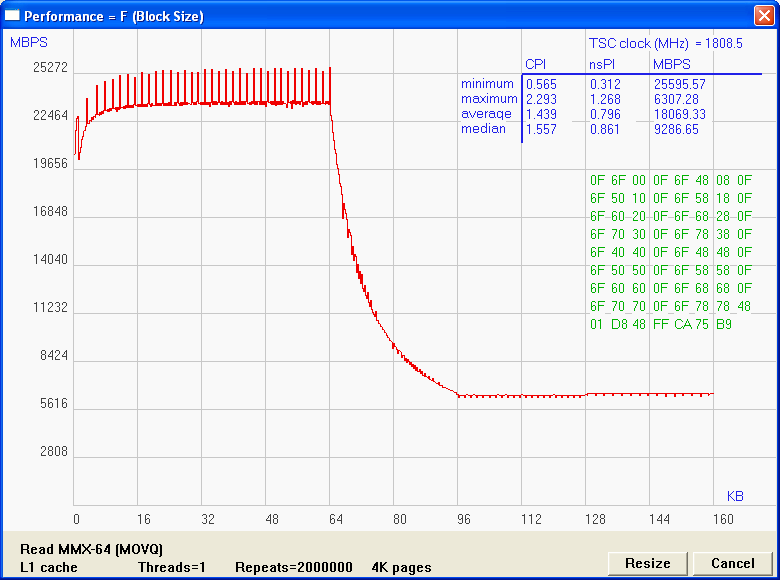 Performance = F (Block Size)
MBPS
TSC clock (MHz) = 1808.5
CPI nsPI MBPS
minimum 0.565 0.312 25595.57
maximum 2.293 1.268 6307.28
average 1.439 0.796 18069.33
median 1.557 0.861 9286.65
25272
22464
19656
16848
14040
11232
8424
5616
2808
0F 6F 00 0F 6F 48 08 0F
6F 50 10 0F 6F 58 18 0F
6F 60 20 0F 6F 68 28 0F
6F 70 30 0F 6F 78 38 0F
6F 40 40 0F 6F 48 48 0F
6F 50 50 0F 6F 58 58 0F
6F 60 60 0F 6F 68 68 0F
6F 70 70 0F 6F 78 78 48
01 D8 48 FF CA 75 B9
KB
0 16 32 48 64 80 96 112 128 144 160
Read MMX-64 (MOVQ)
L1 cache Threads=1 Repeats=2000000 4K pages
Resize Cancel